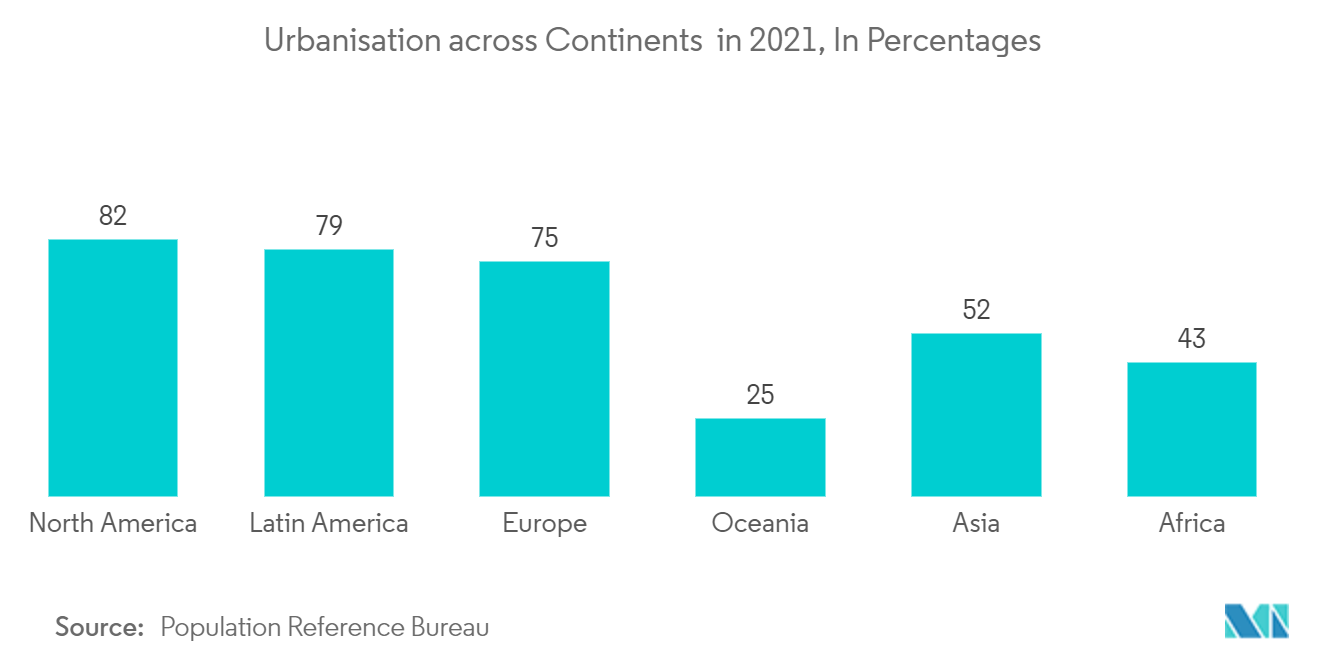 Urbanisation across Continents in 2021, In Percentages
82
79
75
25
52
43
North America
Latin America
Europe
Oceania
Asia
Africa
Source: Population Reference Bureau